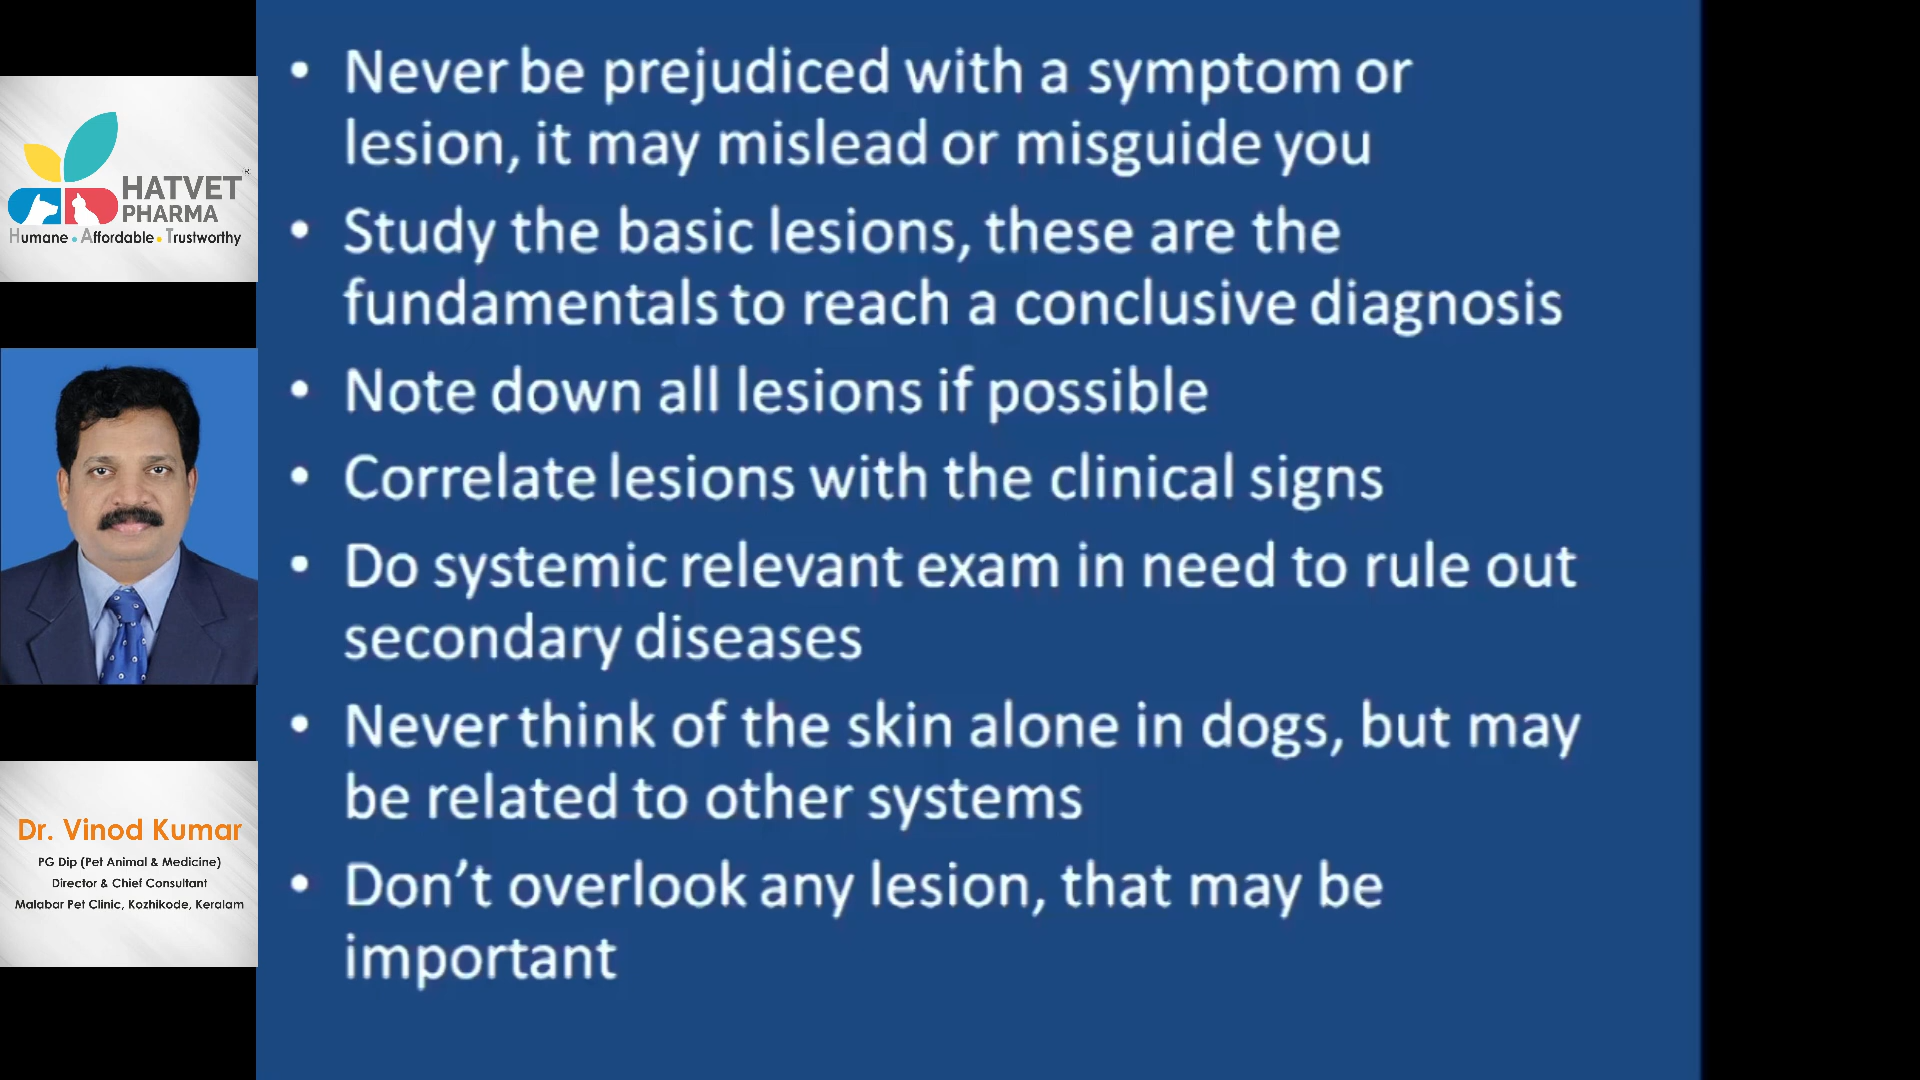 HATVET
PHARMA
Humane • Affordable • Trustworthy
Dr. Vinod Kumar
PG Dip (Pet Animal & Medicine)
Director & Chief Consultant
Malabar Pet Clinic, Kozhikode, Keralam
• Never be prejudiced with a symptom or
lesion, it may mislead or misguide you
• Study the basic lesions, these are the
fundamentals to reach a conclusive diagnosis
• Note down all lesions if possible
• Correlate lesions with the clinical signs
• Do systemic relevant exam in need to rule out
secondary diseases
• Never think of the skin alone in dogs, but may
be related to other systems
• Don’t overlook any lesion, that may be
important